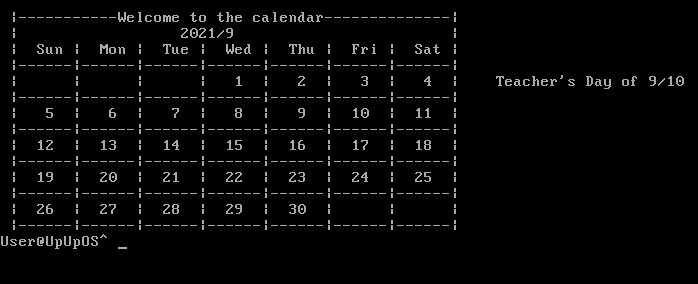 |-----------Welcome to the calendar--------------|
| 2021/9 |
| Sun | Mon | Tue | Wed | Thu | Fri | Sat |
|------|------|------|------|------|------|------|
| | | | 1 | 2 | 3 | 4 | Teacher's Day of 9/10
|------|------|------|------|------|------|------|
| 5 | 6 | 7 | 8 | 9 | 10 | 11 |
|------|------|------|------|------|------|------|
| 12 | 13 | 14 | 15 | 16 | 17 | 18 |
|------|------|------|------|------|------|------|
| 19 | 20 | 21 | 22 | 23 | 24 | 25 |
|------|------|------|------|------|------|------|
| 26 | 27 | 28 | 29 | 30 | | |
|------|------|------|------|------|------|------|
User@UpUpOS^ _